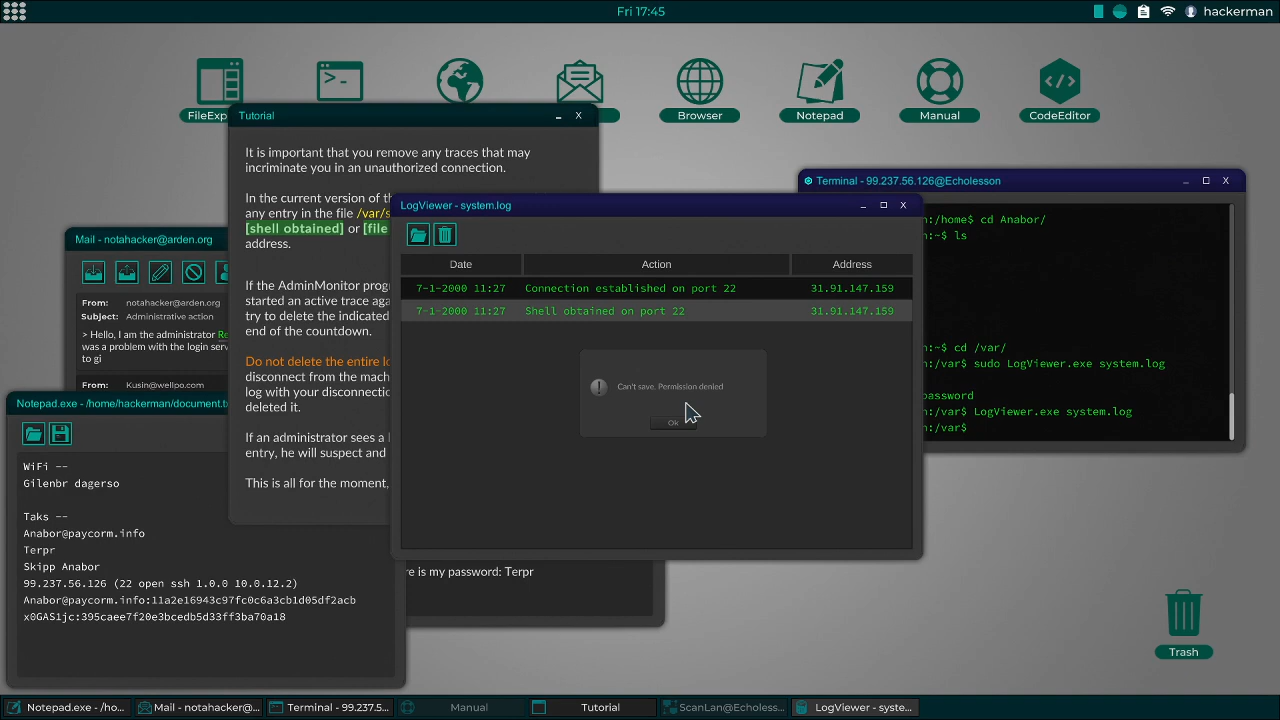 Fri 17:45
hackerman
FileExp
Browser
Notepad
Manual
CodeEditor
Tutorial
It is important that you remove any traces that may
incriminate you in an unauthorized connection.
In the current version of th
any entry in the file /var/s
[shell obtained] or [file
address.
If the AdminMonitor prog
started an active trace aga
try to delete the indicated
end of the countdown.
Do not delete the entire lo
disconnect from the mach
log with your disconnectio
deleted it.
If an administrator sees a l
entry, he will suspect and
This is all for the moment,
Terminal - 99.237.56.126@Echolesson
n:/home$ cd Anabor/
n:~$ ls
n:~$ cd /var/
n:/var$ sudo LogViewer.exe system.log
password
n:/var$ LogViewer.exe system.log
n:/var$
LogViewer - system.log
Date Action Address
7-1-2000 11:27 Connection established on port 22 31.91.147.159
7-1-2000 11:27 Shell obtained on port 22 31.91.147.159
Can't save. Permission denied
Ok
Mail - notahacker@arden.org
From: notahacker@arden.org
Subject: Administrative action
> Hello, I am the administrator Re
was a problem with the login serv
to gi
From: Kusin@wellpo.com
re is my password: Terpr
Notepad.exe - /home/hackerman/document.tx
WiFi --
Gilenbr dagerso
Taks --
Anabor@paycorm.info
Terpr
Skipp Anabor
99.237.56.126 (22 open ssh 1.0.0 10.0.12.2)
Anabor@paycorm.info:11a2e16943c97fc0c6a3cb1d05df2acb
x0GAS1jc:395caee7f20e3bcedb5d33ff3ba70a18
Trash
Notepad.exe - /ho...
Mail - notahacker@...
Terminal - 99.237.5...
Manual
Tutorial
ScanLan@Echoless...
LogViewer - syste...